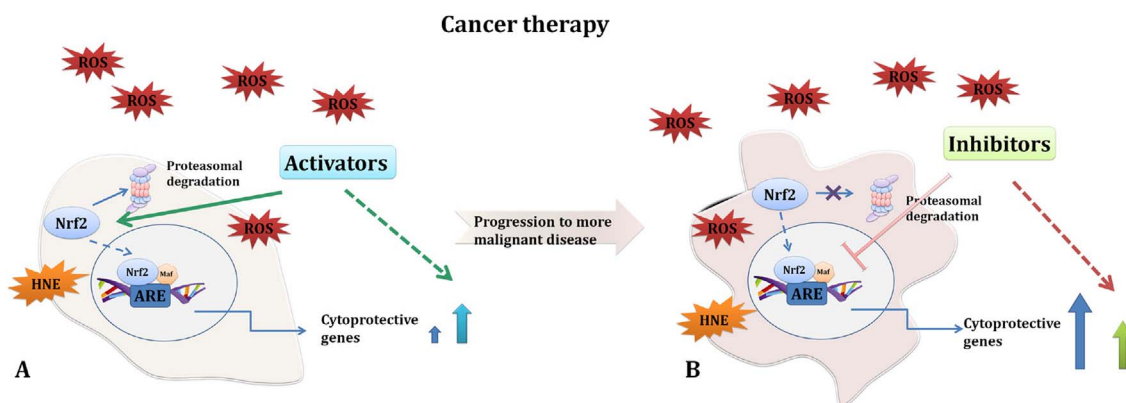 Cancer therapy
ROS
ROS
ROS
ROS
Activators
Proteasomal
degradation
Nrf2
ROS
Nrf2
Maf
ARE
HNE
Cytoprotective
genes
A
Progression to more
malignant disease
ROS
ROS
ROS
ROS
Inhibitors
Nrf2
Proteasomal
degradation
ROS
Nrf2
Maf
ARE
HNE
Cytoprotective
genes
B